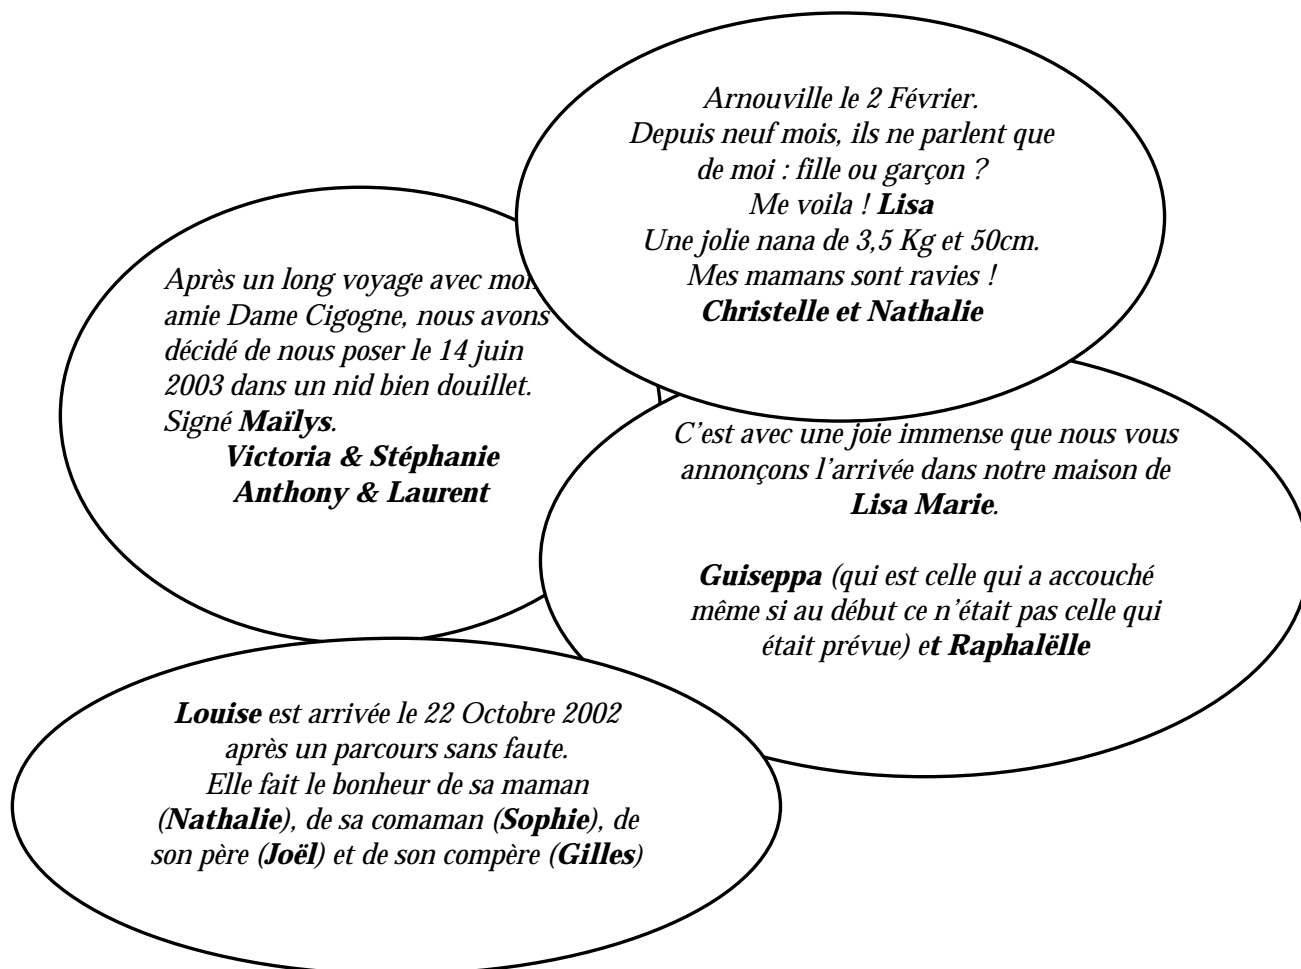 Arnouville le 2 Février.
Depuis neuf mois, ils ne parlent que
de moi : fille ou garçon ?
Me voila ! Lisa
Une jolie nana de 3,5 Kg et 50cm.
Mes mamans sont ravies !
Christelle et Nathalie
Après un long voyage avec mon
amie Dame Cigogne, nous avons
décidé de nous poser le 14 juin
2003 dans un nid bien douillet.
Signé Maïlys.
Victoria & Stéphanie
Anthony & Laurent
C’est avec une joie immense que nous vous
annonçons l’arrivée dans notre maison de
Lisa Marie.
Guiseppa (qui est celle qui a accouché
même si au début ce n’était pas celle qui
était prévue) et Raphalëlle
Louise est arrivée le 22 Octobre 2002
après un parcours sans faute.
Elle fait le bonheur de sa maman
(Nathalie), de sa comaman (Sophie), de
son père (Joël) et de son compère (Gilles)